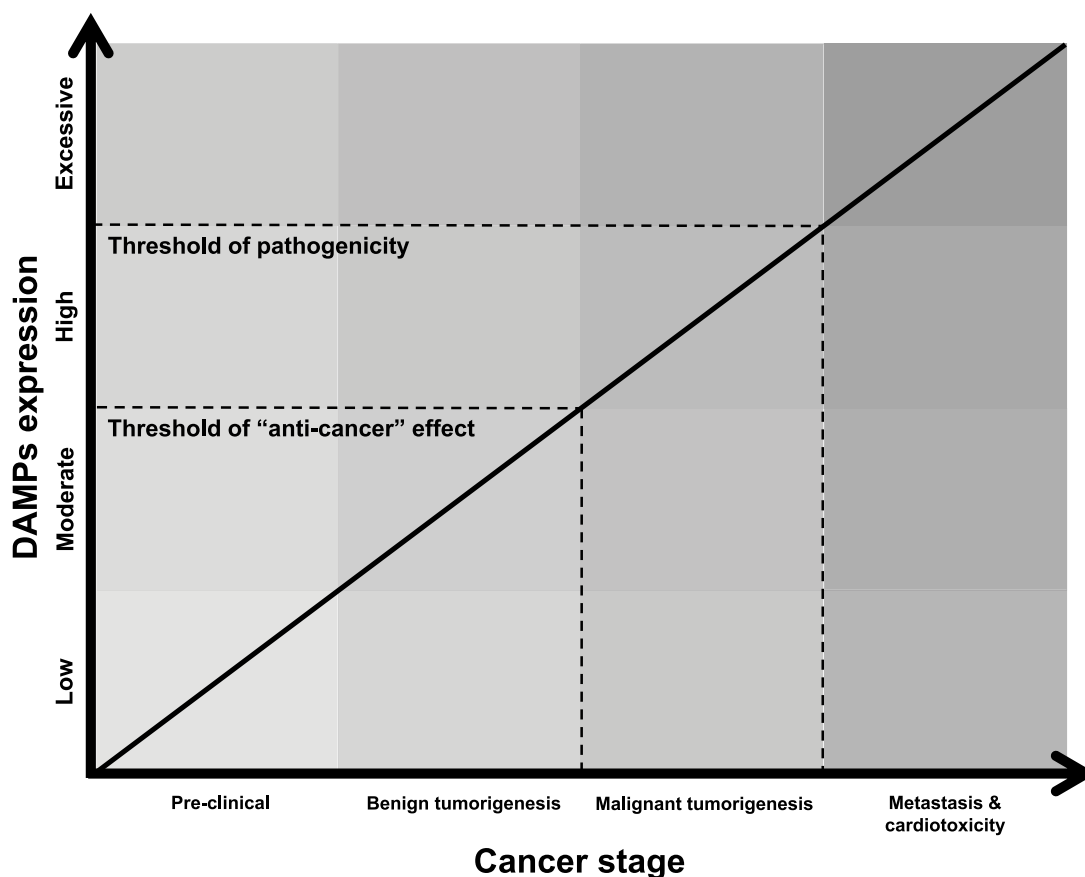 DAMPs expression
Excessive
High
Moderate
Low
Threshold of pathogenicity
Threshold of “anti-cancer” effect
Pre-clinical
Benign tumorigenesis
Malignant tumorigenesis
Metastasis &
cardiotoxicity
Cancer stage